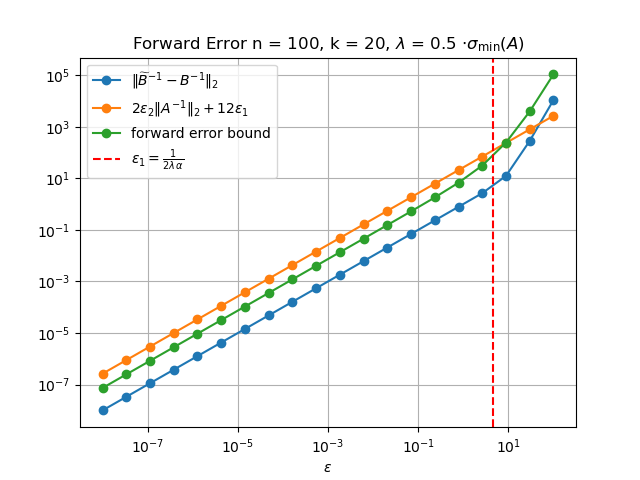 Forward Error n = 100, k = 20, λ = 0.5 ·σ_min(A)
‖B̃⁻¹ − B⁻¹‖₂
2ε₂‖A⁻¹‖₂ + 12ε₁
forward error bound
ε₁ = 1/(2λα)
10⁵
10³
10¹
10⁻¹
10⁻³
10⁻⁵
10⁻⁷
10⁻⁷ 10⁻⁵ 10⁻³ 10⁻¹ 10¹
ε